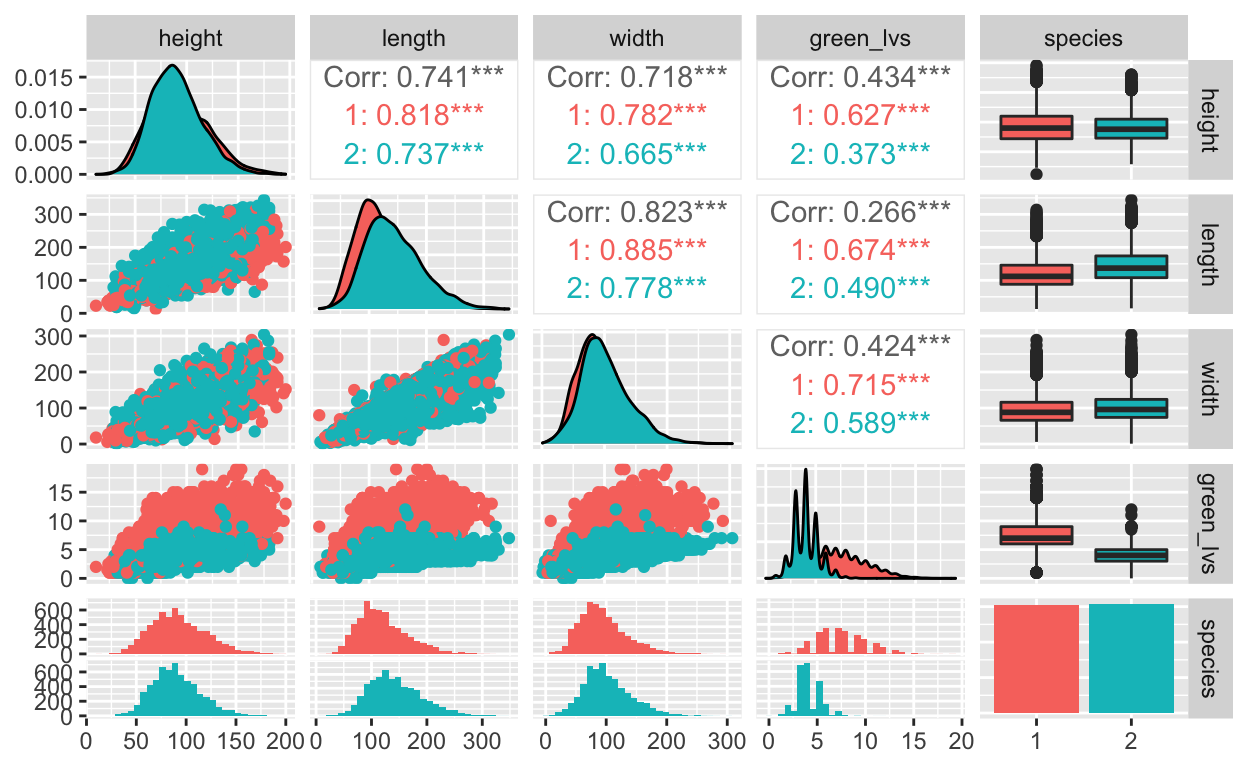 height length width green_lvs species
0.015
0.010
0.005
0.000
Corr: 0.741***
1: 0.818***
2: 0.737***
Corr: 0.718***
1: 0.782***
2: 0.665***
Corr: 0.434***
1: 0.627***
2: 0.373***
height
300
200
100
0
Corr: 0.823***
1: 0.885***
2: 0.778***
Corr: 0.266***
1: 0.674***
2: 0.490***
length
300
200
100
0
Corr: 0.424***
1: 0.715***
2: 0.589***
width
15
10
5
0
green_lvs
600
400
200
0
600
400
200
0
species
0 50 100 150 200 0 100 200 300 0 100 200 300 0 5 10 15 20 1 2